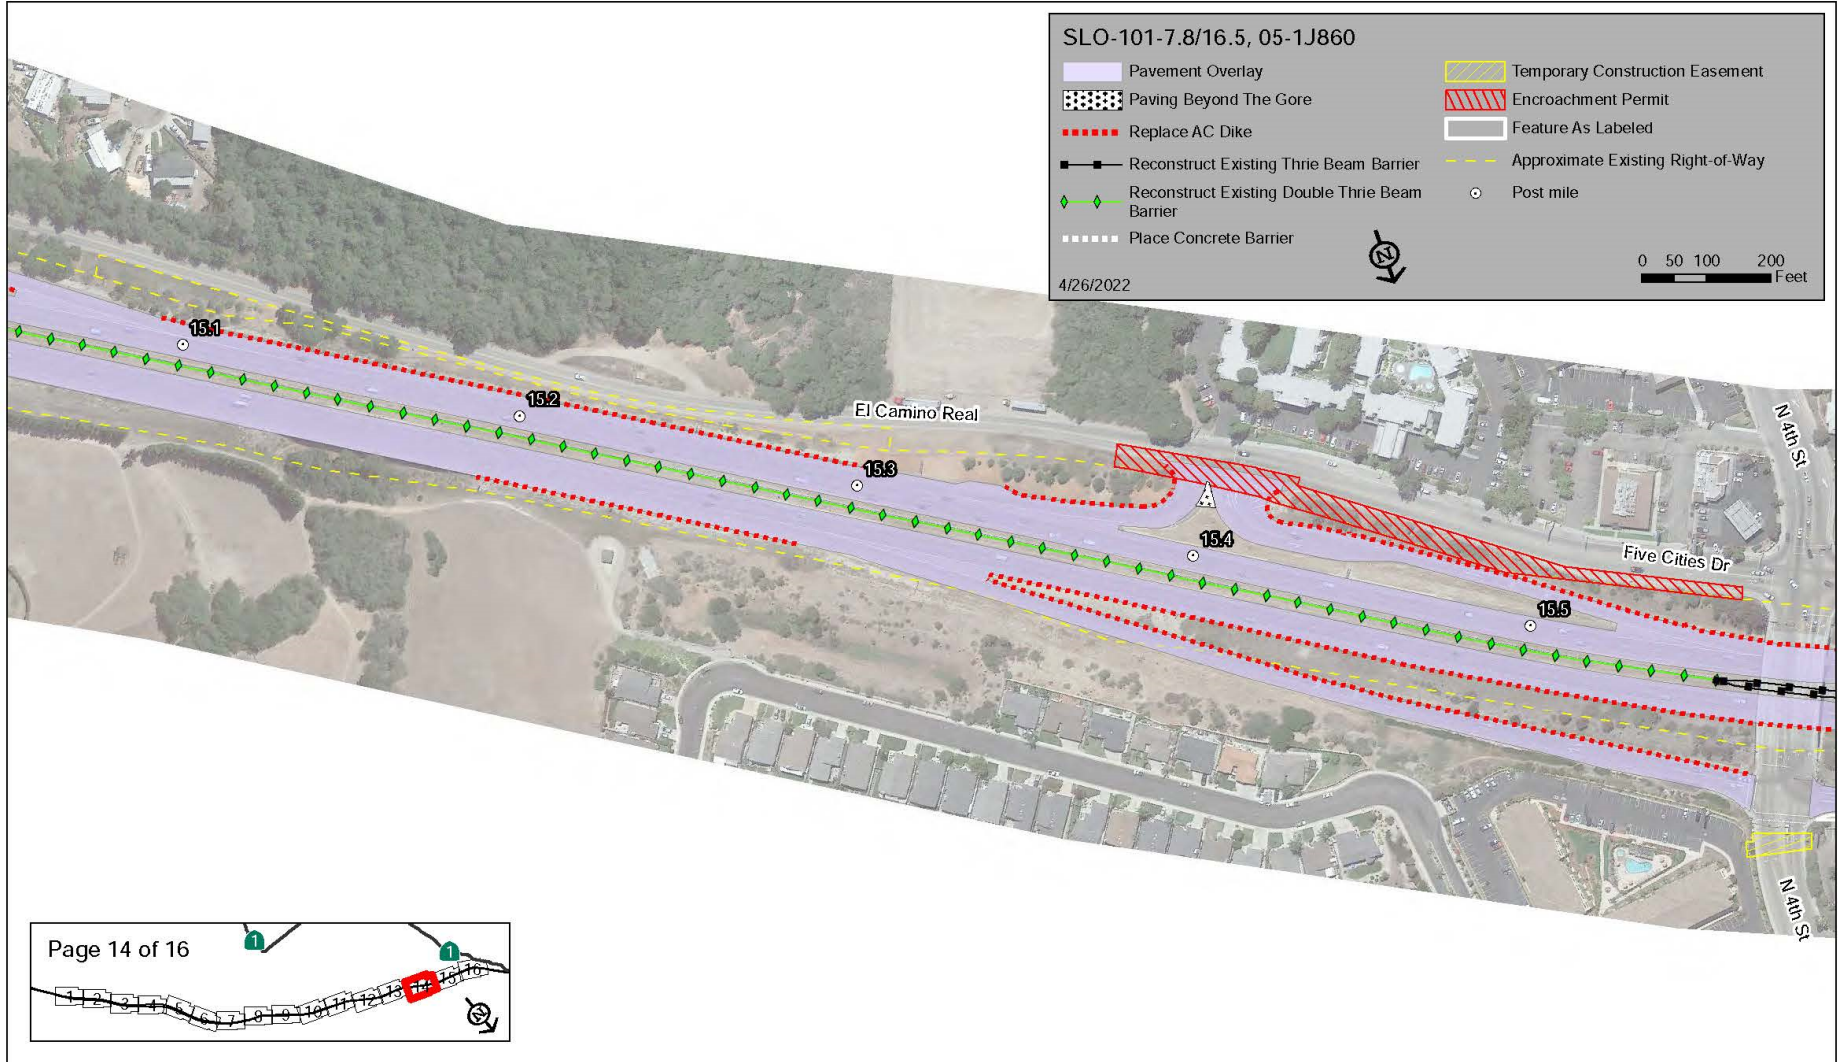 SLO-101-7.8/16.5, 05-1J860
Pavement Overlay
Paving Beyond The Gore
Replace AC Dike
Reconstruct Existing Thrie Beam Barrier
Reconstruct Existing Double Thrie Beam
Barrier
Place Concrete Barrier
4/26/2022
Temporary Construction Easement
Encroachment Permit
Feature As Labeled
Approximate Existing Right-of-Way
Post mile
N
0 50 100 200
Feet
15.1
15.2
15.3
El Camino Real
15.4
15.5
Five Cities Dr
N 4th St
N 4th St
Page 14 of 16
1
1
1 2 3 4 5 6 7 8 9 10 11 12 13 14 15 16
N